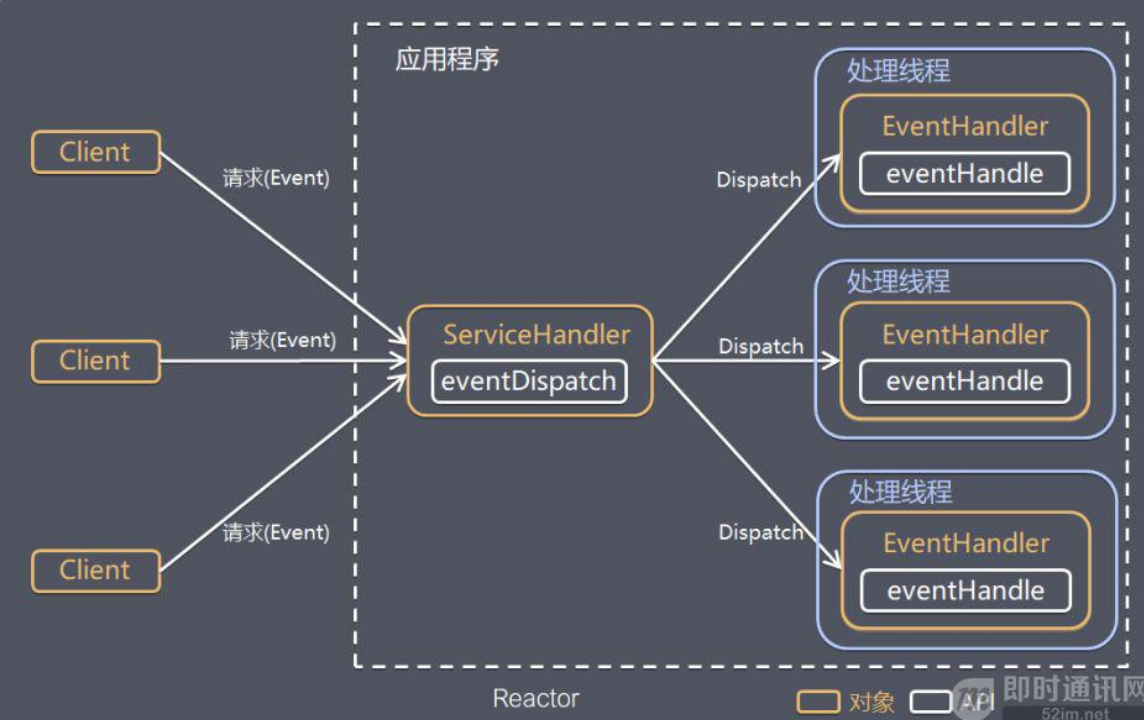 应用程序
处理线程
EventHandler
eventHandle
Client
请求(Event)
Dispatch
处理线程
EventHandler
eventHandle
ServiceHandler
eventDispatch
Client
请求(Event)
Dispatch
处理线程
EventHandler
eventHandle
Client
请求(Event)
Dispatch
Reactor
对象
API
即时通讯网
52im.net